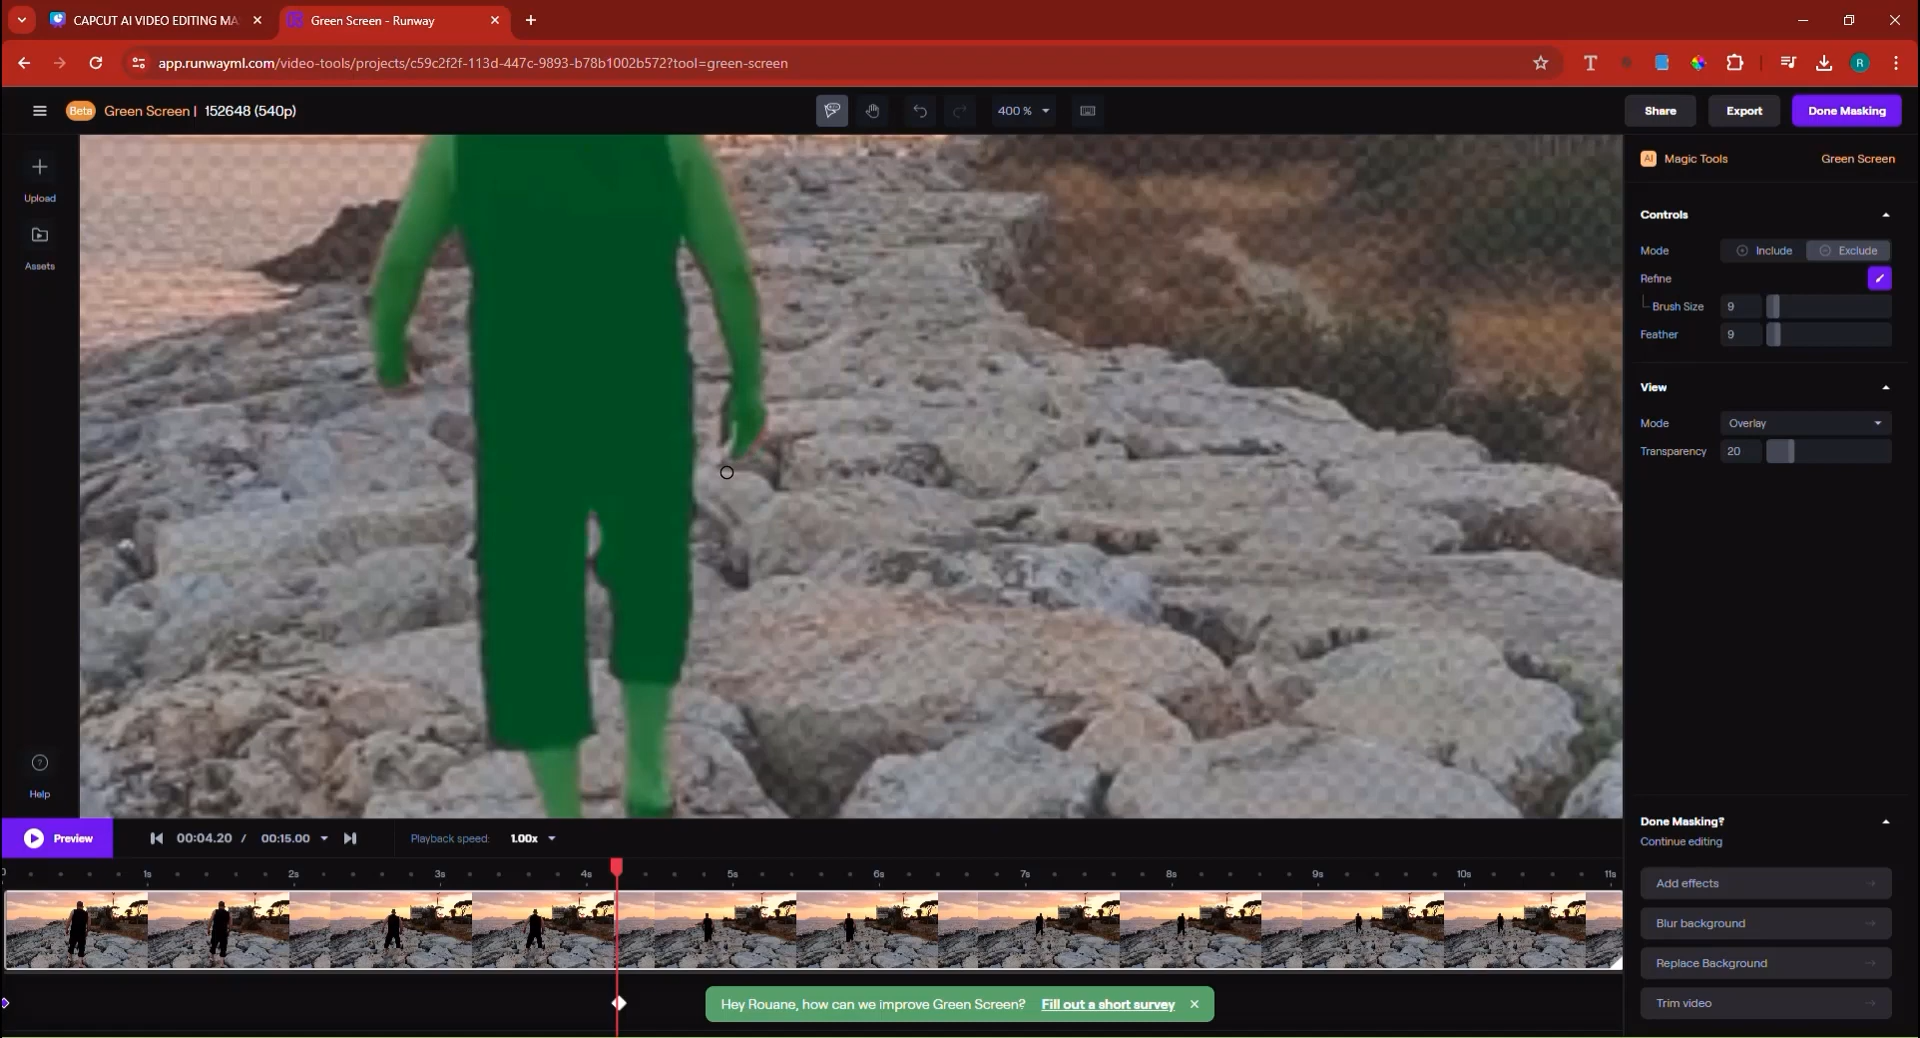 CAPCUT AI VIDEO EDITING MA
Green Screen - Runway
app.runwayml.com/video-tools/projects/c59c2f2f-113d-447c-9893-b78b1002b572?tool=green-screen
R
Beta Green Screen | 152648 (540p)
400 %
Share Export Done Masking
Upload
Assets
Help
AI Magic Tools Green Screen
Controls
Mode Include Exclude
Refine
Brush Size 9
Feather 9
View
Mode Overlay
Transparency 20
Done Masking?
Continue editing
Add effects
Blur background
Replace Background
Trim video
Preview 00:04.20 / 00:15.00 Playback speed: 1.00x
0 1s 2s 3s 4s 5s 6s 7s 8s 9s 10s 11s
Hey Rouane, how can we improve Green Screen? Fill out a short survey